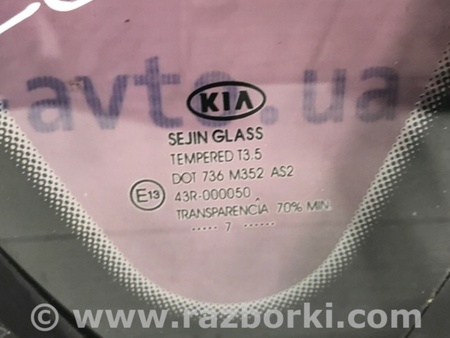 -avto.ua
KIA
SEJIN GLASS
TEMPERED T3.5
DOT 736 M352 AS2
E13 43R-000050
TRANSPARENCIA 70% MIN.
····· 7 ······
www.razborki.com